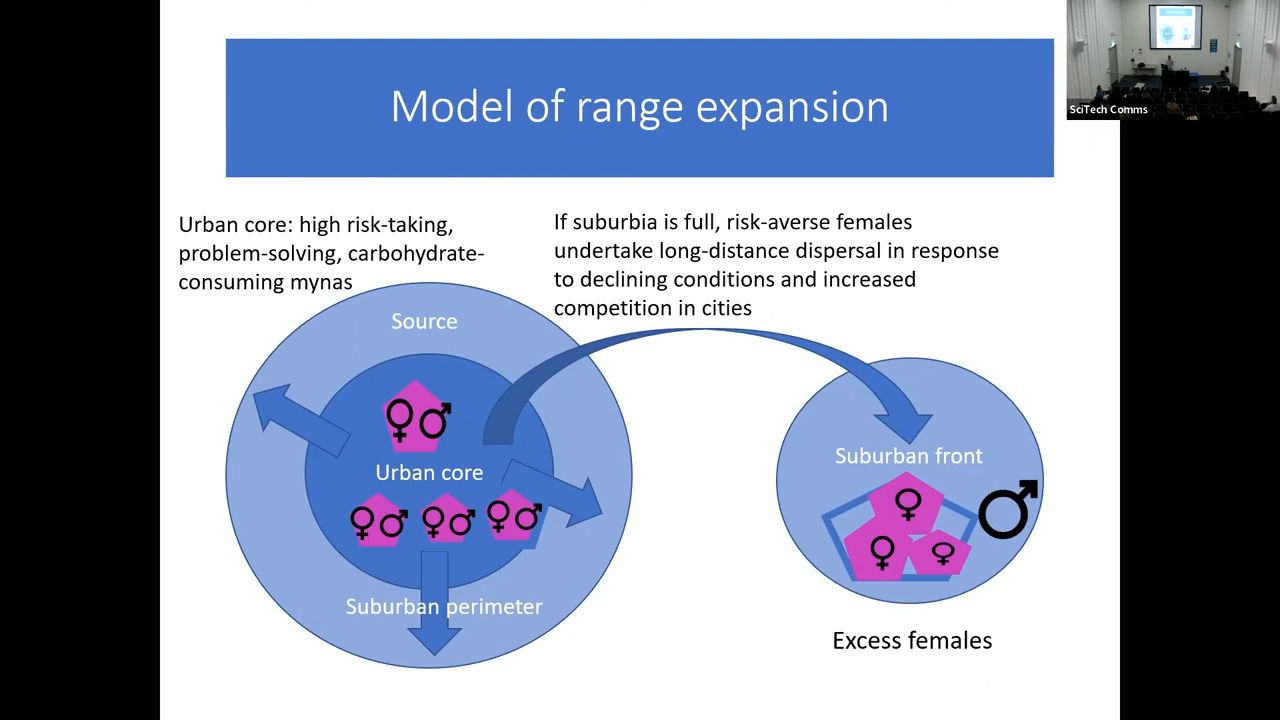 Model of range expansion
SciTech Comms
Urban core: high risk-taking,
problem-solving, carbohydrate-
consuming mynas
If suburbia is full, risk-averse females
undertake long-distance dispersal in response
to declining conditions and increased
competition in cities
Source
Urban core
Suburban perimeter
Suburban front
Excess females